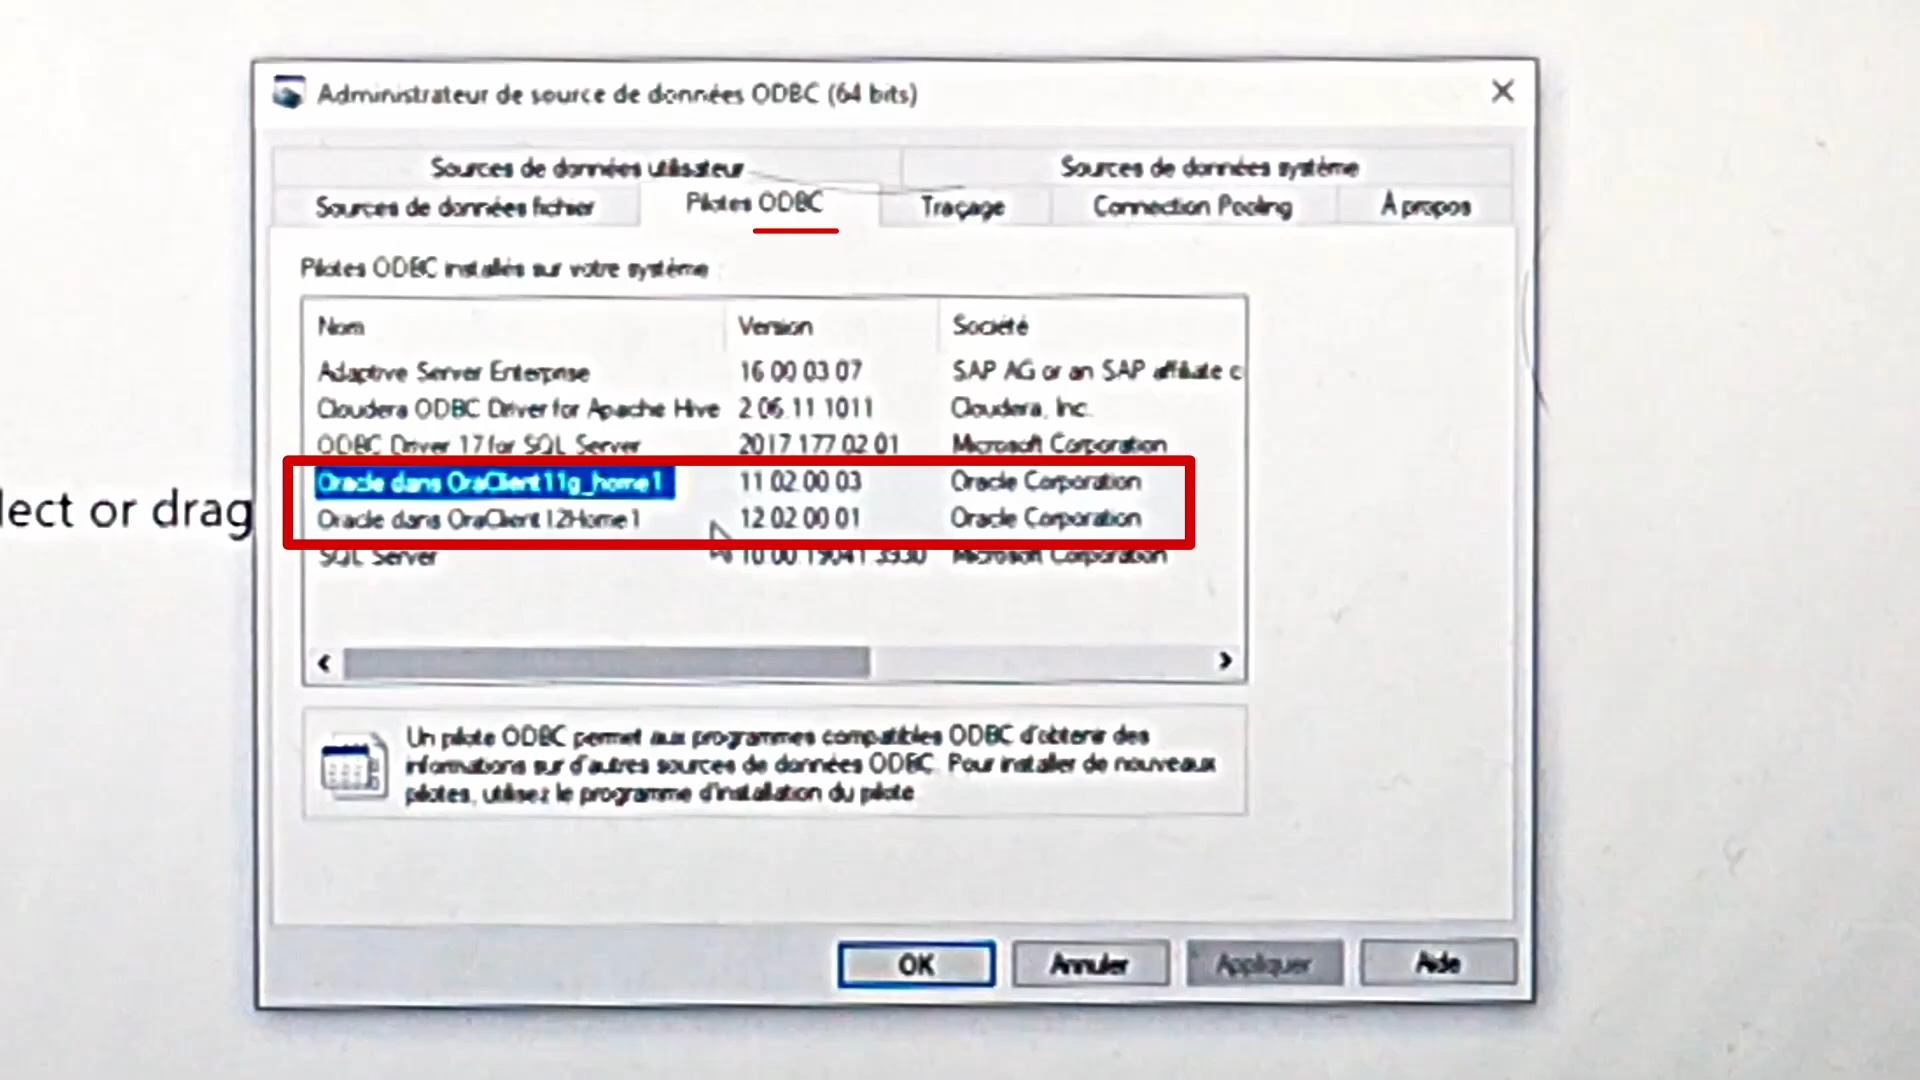 Administrateur de source de données ODBC (64 bits)
Sources de données utilisateur
Sources de données système
Sources de données fichier
Pilotes ODBC
Traçage
Connection Pooling
À propos
Pilotes ODBC installés sur votre système
Nom Version Société
Adaptive Server Enterprise 16.00.03.07 SAP AG or an SAP affiliate c
Cloudera ODBC Driver for Apache Hive 2.06.11.1011 Cloudera, Inc.
ODBC Driver 17 for SQL Server 2017.177.02.01 Microsoft Corporation
Oracle dans OraClient11g_home1 11.02.00.03 Oracle Corporation
lect or drag
Oracle dans OraClient12Home1 12.02.00.01 Oracle Corporation
SQL Server 10.00.19041.3930 Microsoft Corporation
Un pilote ODBC permet aux programmes compatibles ODBC d'obtenir des
informations sur d'autres sources de données ODBC. Pour installer de nouveaux
pilotes, utilisez le programme d'installation du pilote.
OK
Annuler
Appliquer
Aide